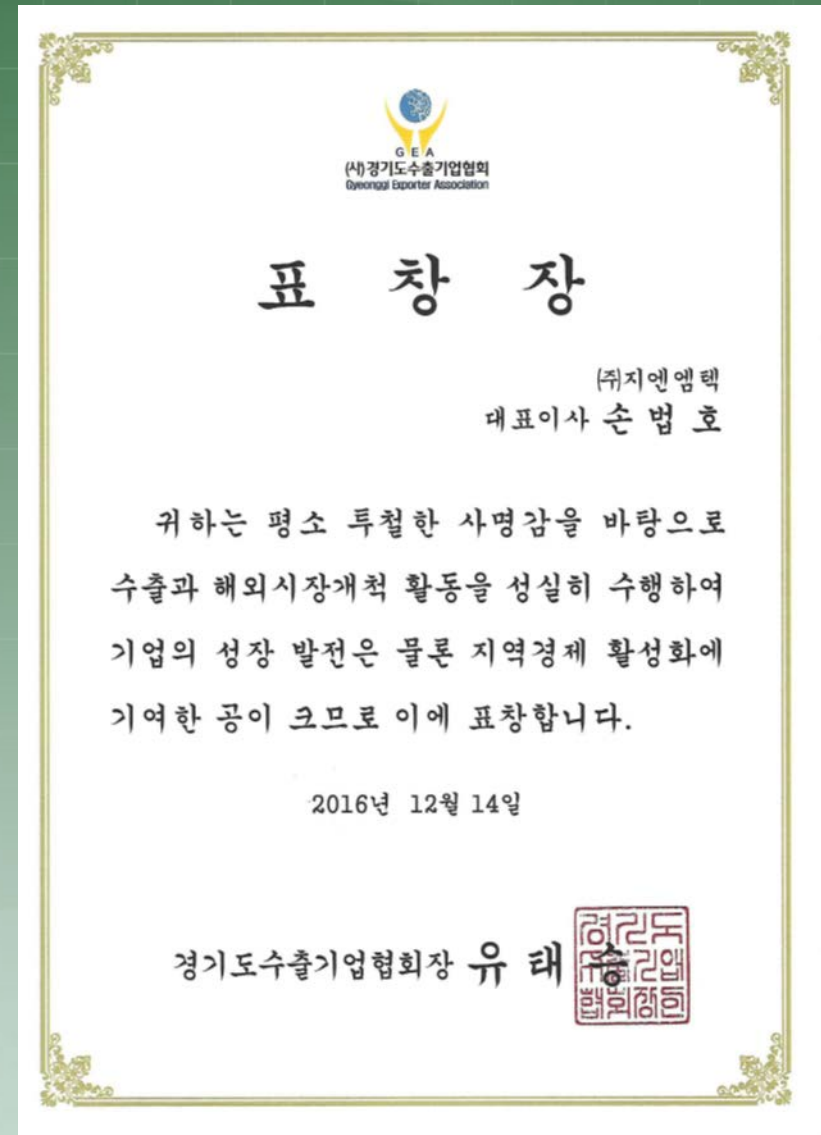 GEA
(사)경기도수출기업협회
Gyeonggi Exporter Association
표 창 장
(주)지엔엠텍
대표이사 손 법 호
귀하는 평소 투철한 사명감을 바탕으로
수출과 해외시장개척 활동을 성실히 수행하여
기업의 성장 발전은 물론 지역경제 활성화에
기여한 공이 크므로 이에 표창합니다.
2016년 12월 14일
경기도수출기업협회장 유 태 승